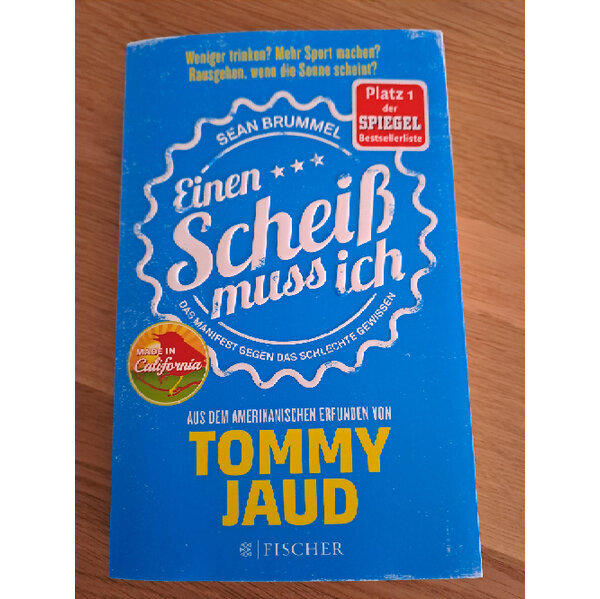 Weniger trinken? Mehr Sport machen?
Rausgehen, wenn die Sonne scheint?
Platz 1
der
SPIEGEL
Bestsellerliste
SEAN BRUMMEL
Einen
Scheiß
muss ich
DAS MANIFEST GEGEN DAS SCHLECHTE GEWISSEN
MADE IN
California
AUS DEM AMERIKANISCHEN ERFUNDEN VON
TOMMY
JAUD
FISCHER